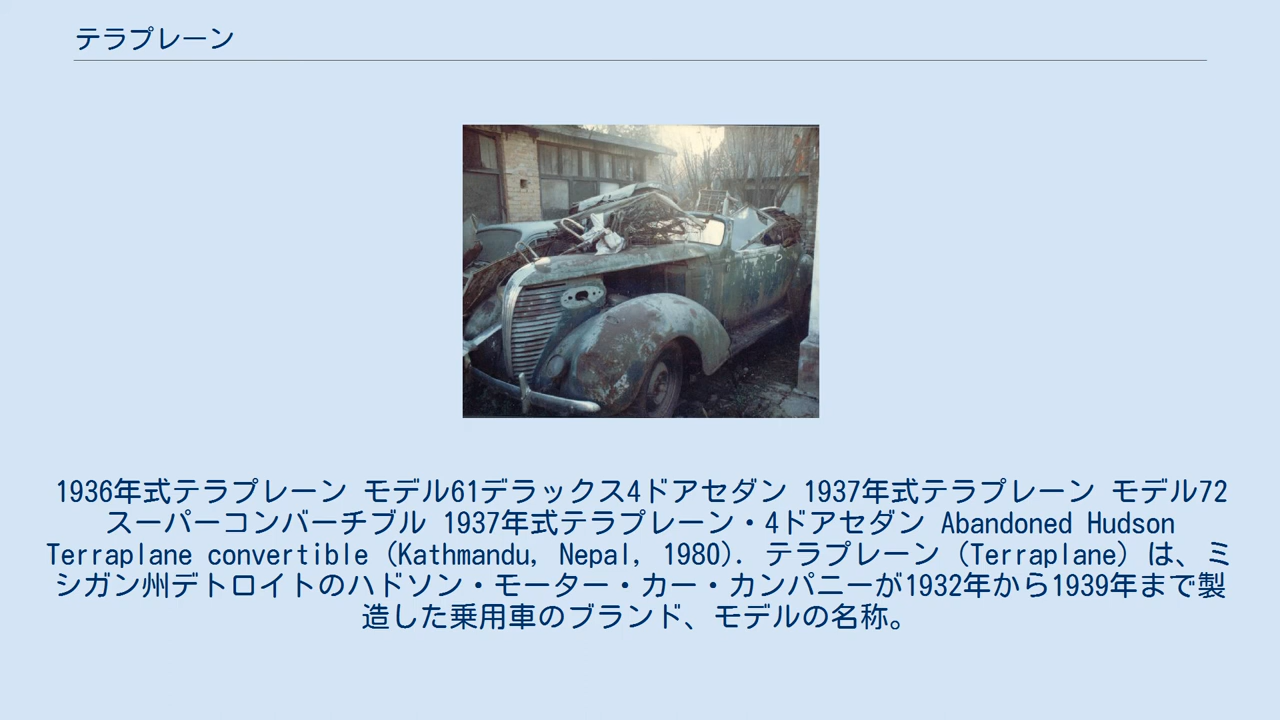 テラプレーン
1936年式テラプレーン モデル61デラックス4ドアセダン 1937年式テラプレーン モデル72
スーパーコンバーチブル 1937年式テラプレーン・4ドアセダン Abandoned Hudson
Terraplane convertible (Kathmandu, Nepal, 1980). テラプレーン（Terraplane）は、ミ
シガン州デトロイトのハドソン・モーター・カー・カンパニーが1932年から1939年まで製
造した乗用車のブランド、モデルの名称。